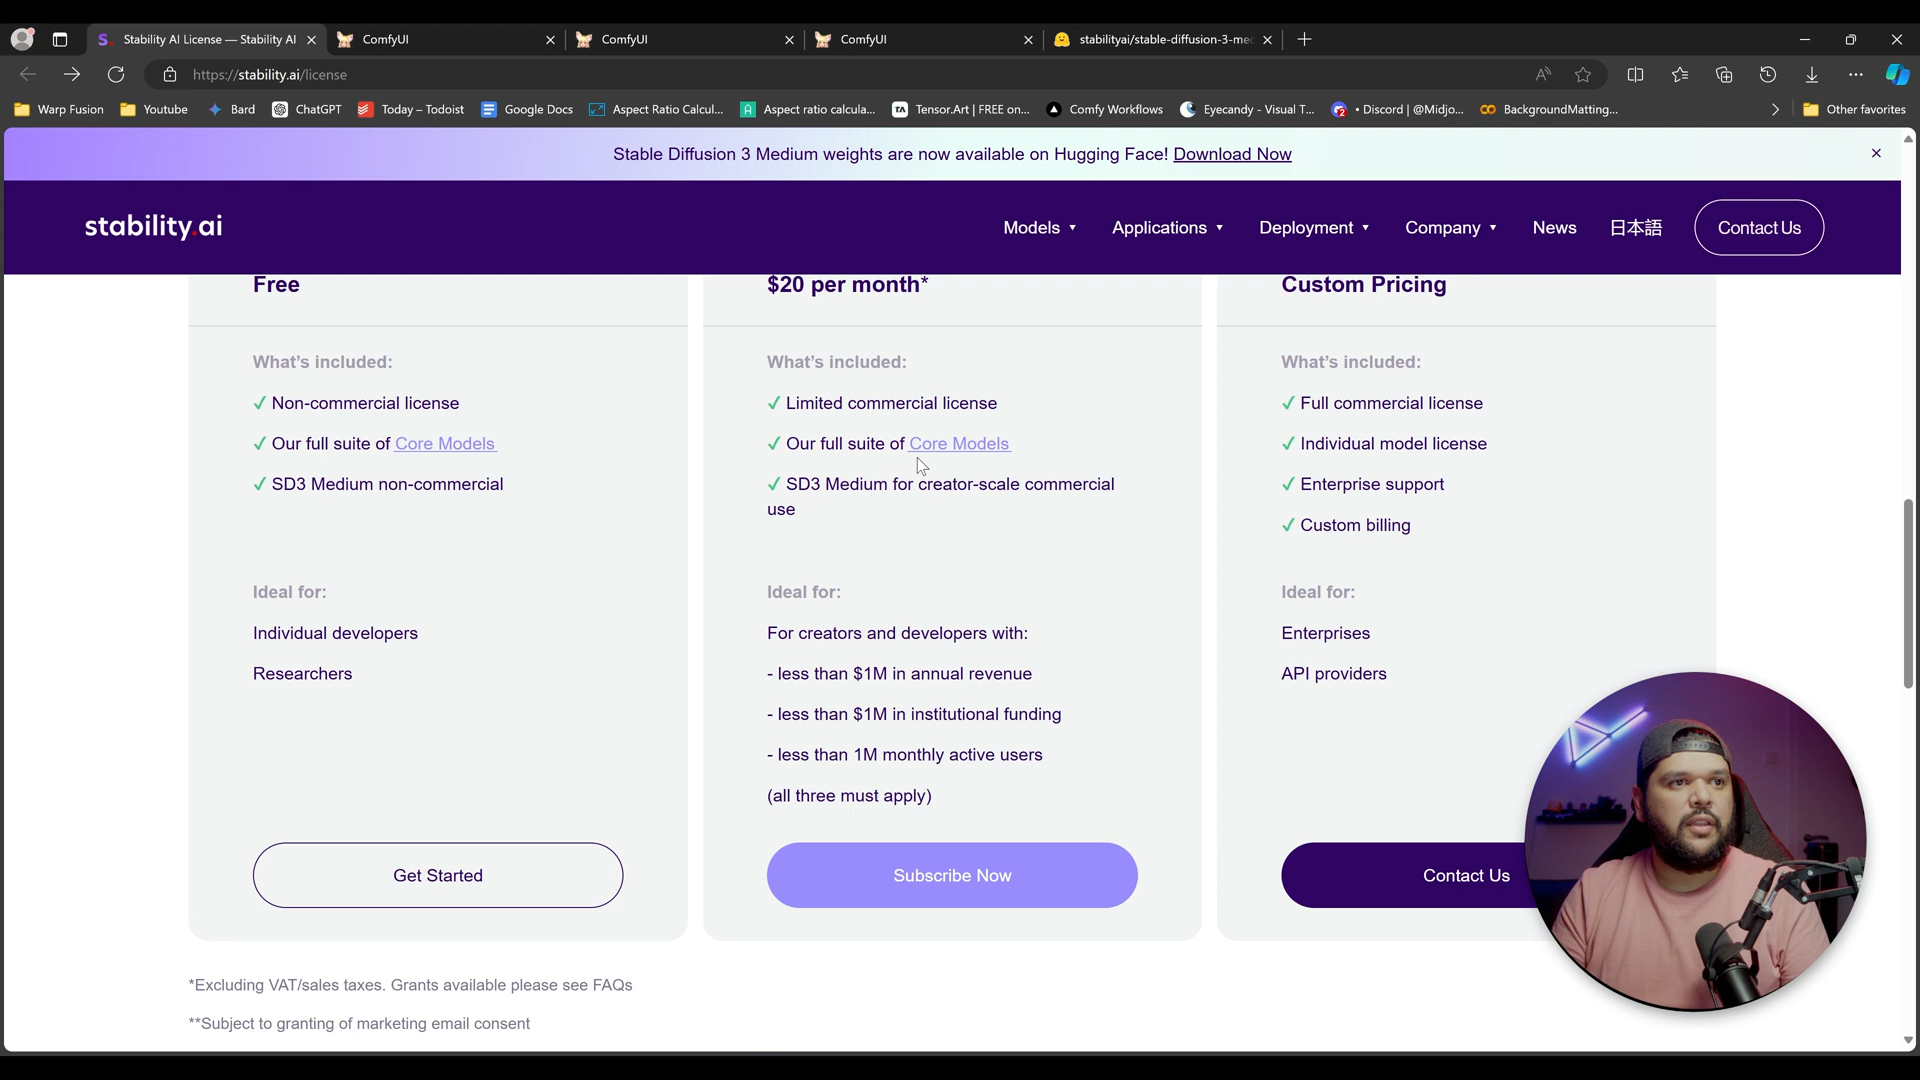 Stability AI License — Stability AI
ComfyUI
ComfyUI
ComfyUI
stabilityai/stable-diffusion-3-med
https://stability.ai/license
Warp Fusion
Youtube
Bard
ChatGPT
Today – Todoist
Google Docs
Aspect Ratio Calcul...
Aspect ratio calcula...
Tensor.Art | FREE on...
Comfy Workflows
Eyecandy - Visual T...
• Discord | @Midjo...
BackgroundMatting...
Other favorites
Stable Diffusion 3 Medium weights are now available on Hugging Face! Download Now
stability.ai
Models
Applications
Deployment
Company
News
日本語
Contact Us
Free
What’s included:
✓ Non-commercial license
✓ Our full suite of Core Models
✓ SD3 Medium non-commercial
Ideal for:
Individual developers
Researchers
Get Started
$20 per month*
What’s included:
✓ Limited commercial license
✓ Our full suite of Core Models
✓ SD3 Medium for creator-scale commercial
use
Ideal for:
For creators and developers with:
- less than $1M in annual revenue
- less than $1M in institutional funding
- less than 1M monthly active users
(all three must apply)
Subscribe Now
Custom Pricing
What’s included:
✓ Full commercial license
✓ Individual model license
✓ Enterprise support
✓ Custom billing
Ideal for:
Enterprises
API providers
Contact Us
*Excluding VAT/sales taxes. Grants available please see FAQs
**Subject to granting of marketing email consent